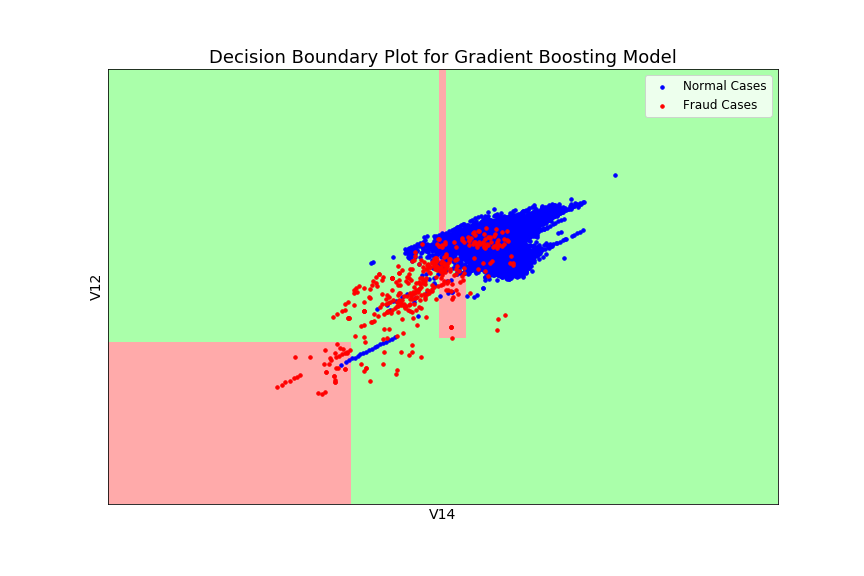 Decision Boundary Plot for Gradient Boosting Model
Normal Cases
Fraud Cases
V12
V14